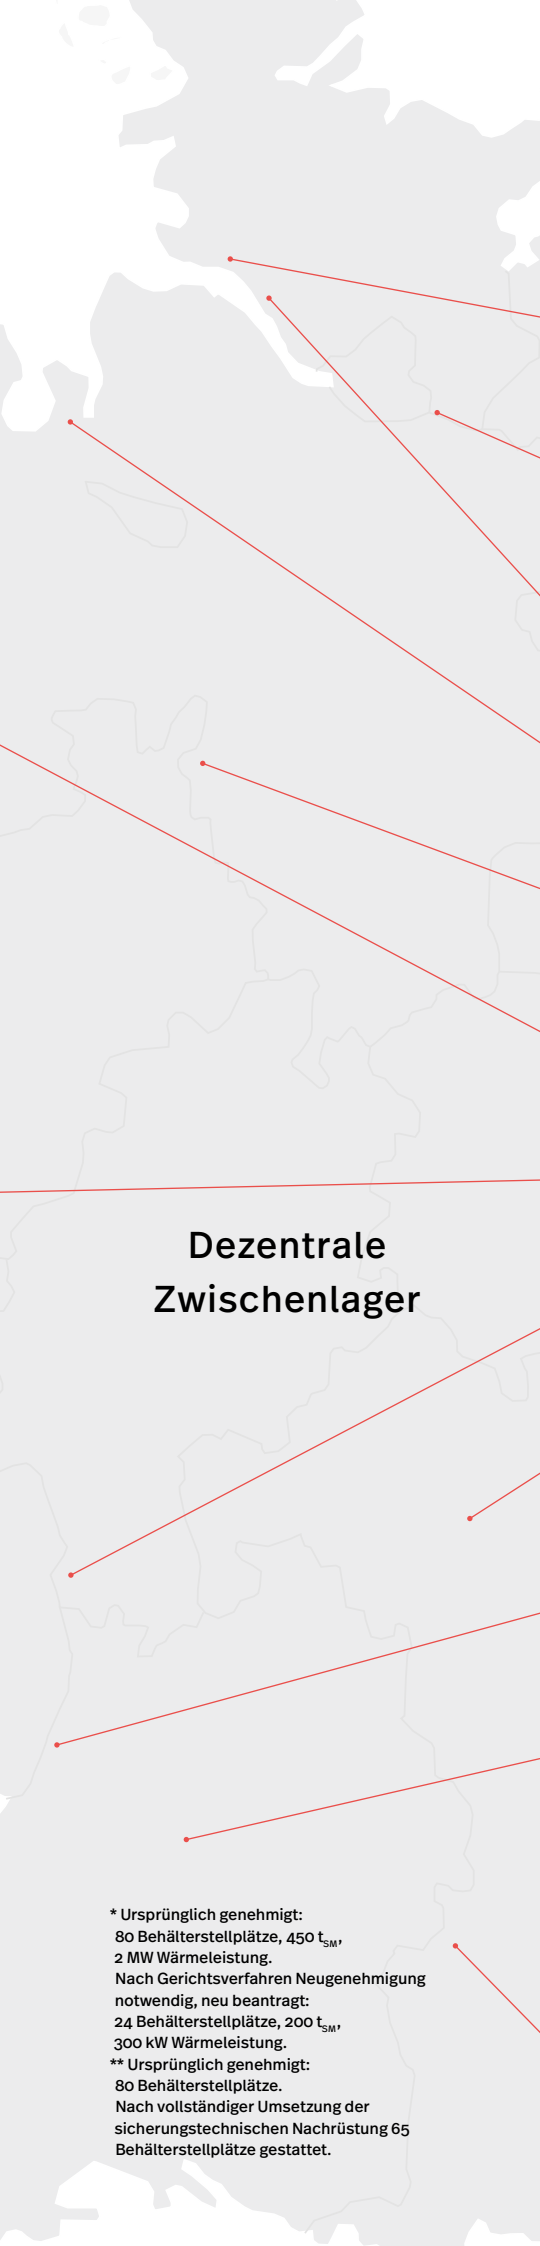 Dezentrale
Zwischenlager
* Ursprünglich genehmigt:
80 Behälterstellplätze, 450 tSM,
2 MW Wärmeleistung.
Nach Gerichtsverfahren Neugenehmigung
notwendig, neu beantragt:
24 Behälterstellplätze, 200 tSM,
300 kW Wärmeleistung.
** Ursprünglich genehmigt:
80 Behälterstellplätze.
Nach vollständiger Umsetzung der
sicherungstechnischen Nachrüstung 65
Behälterstellplätze gestattet.